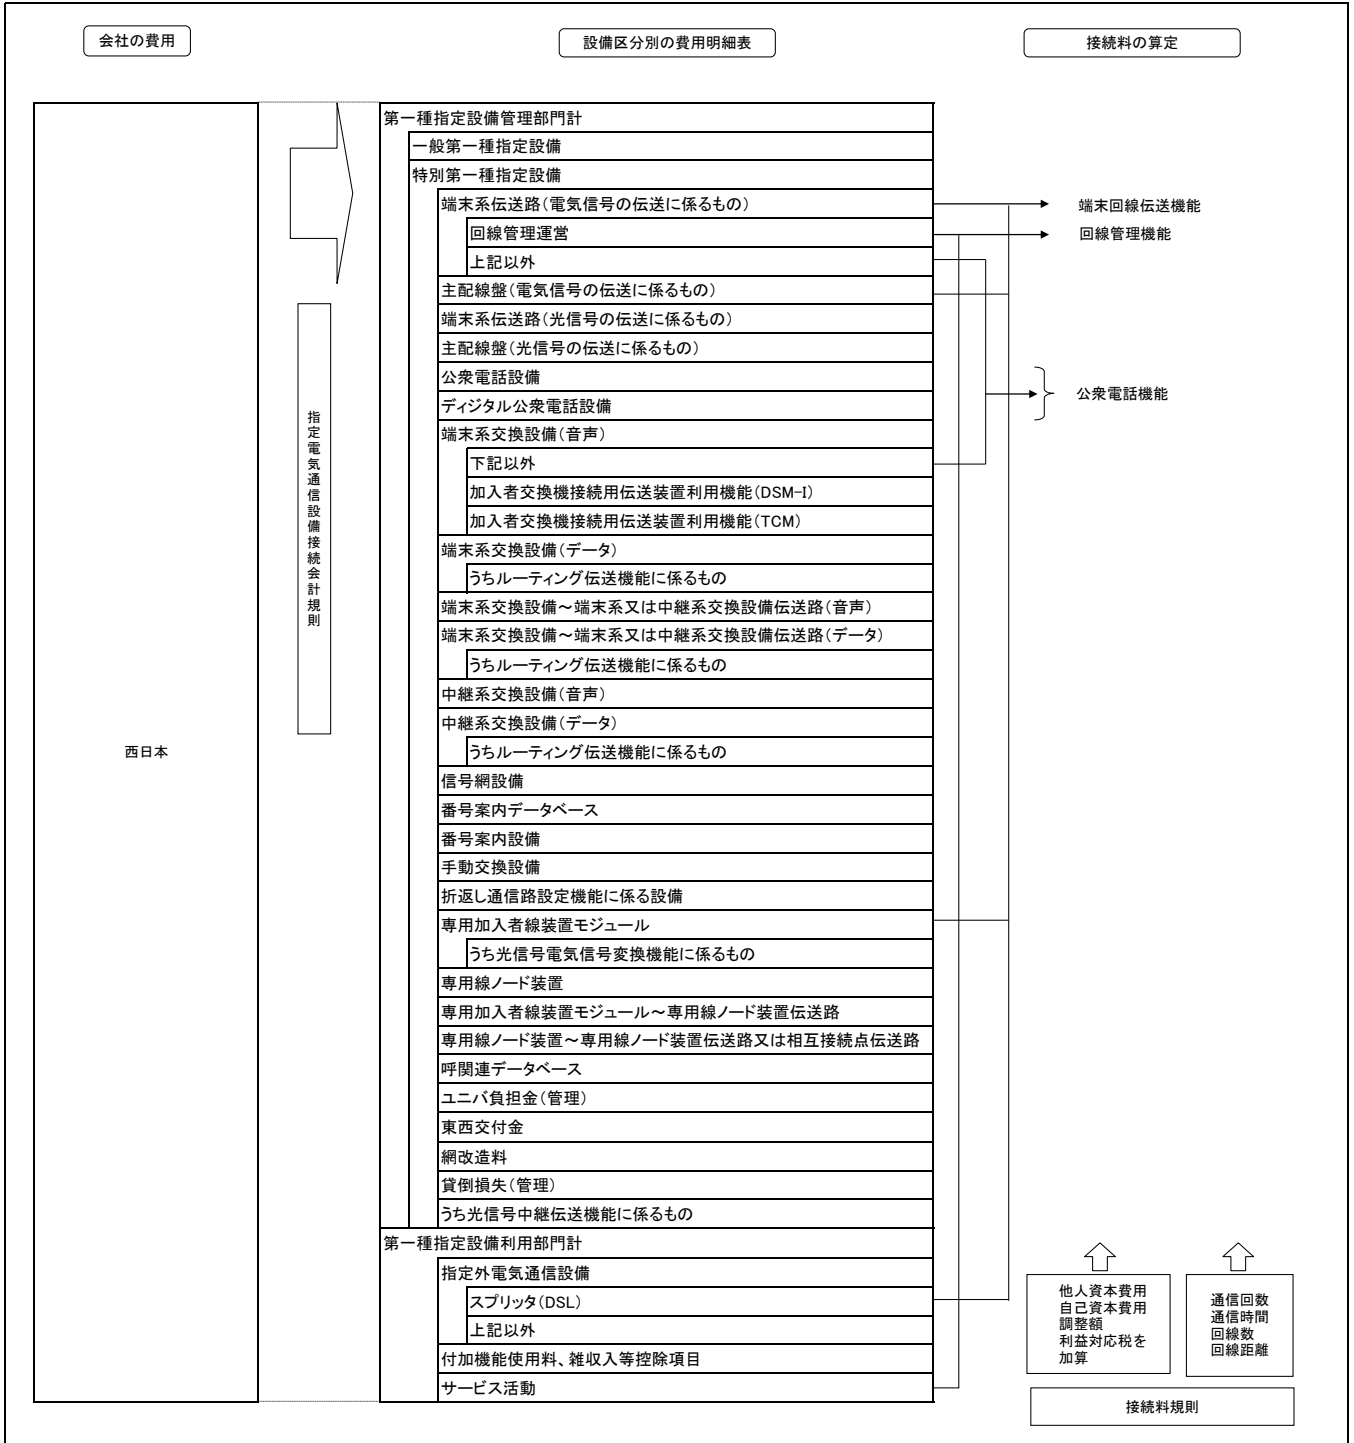 会社の費用
設備区分別の費用明細表
接続料の算定
西日本
指定電気通信設備接続会計規則
第一種指定設備管理部門計
一般第一種指定設備
特別第一種指定設備
端末系伝送路(電気信号の伝送に係るもの)
回線管理運営
上記以外
主配線盤(電気信号の伝送に係るもの)
端末系伝送路(光信号の伝送に係るもの)
主配線盤(光信号の伝送に係るもの)
公衆電話設備
ディジタル公衆電話設備
端末系交換設備(音声)
下記以外
加入者交換機接続用伝送装置利用機能(DSM-I)
加入者交換機接続用伝送装置利用機能(TCM)
端末系交換設備(データ)
うちルーティング伝送機能に係るもの
端末系交換設備～端末系又は中継系交換設備伝送路(音声)
端末系交換設備～端末系又は中継系交換設備伝送路(データ)
うちルーティング伝送機能に係るもの
中継系交換設備(音声)
中継系交換設備(データ)
うちルーティング伝送機能に係るもの
信号網設備
番号案内データベース
番号案内設備
手動交換設備
折返し通信路設定機能に係る設備
専用加入者線装置モジュール
うち光信号電気信号変換機能に係るもの
専用線ノード装置
専用加入者線装置モジュール～専用線ノード装置伝送路
専用線ノード装置～専用線ノード装置伝送路又は相互接続点伝送路
呼関連データベース
ユニバ負担金(管理)
東西交付金
網改造料
貸倒損失(管理)
うち光信号中継伝送機能に係るもの
第一種指定設備利用部門計
指定外電気通信設備
スプリッタ(DSL)
上記以外
付加機能使用料、雑収入等控除項目
サービス活動
端末回線伝送機能
回線管理機能
公衆電話機能
他人資本費用
自己資本費用
調整額
利益対応税を
加算
通信回数
通信時間
回線数
回線距離
接続料規則